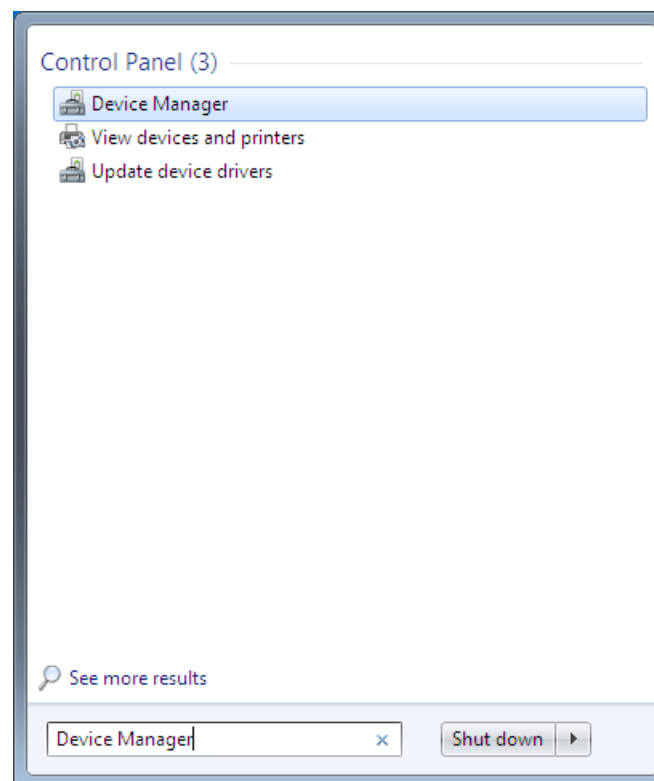 Control Panel (3)
Device Manager
View devices and printers
Update device drivers
See more results
Device Manager
Shut down